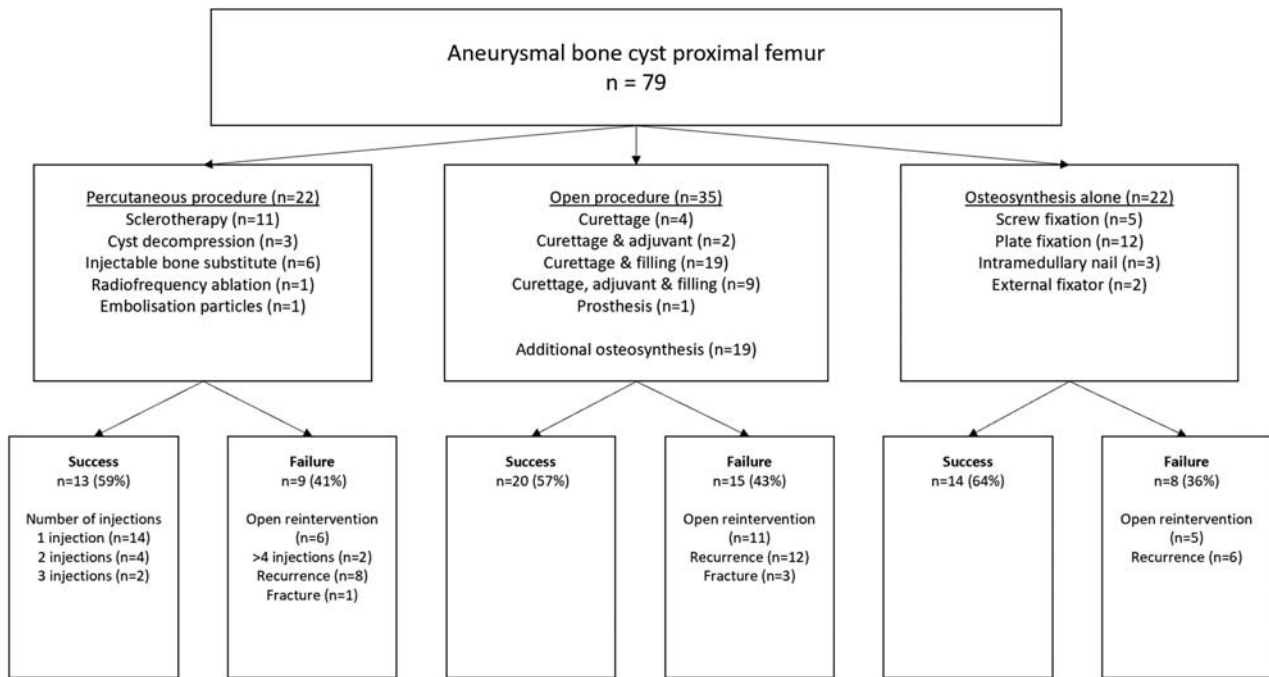 Aneurysmal bone cyst proximal femur
n = 79
Percutaneous procedure (n=22)
Sclerotherapy (n=11)
Cyst decompression (n=3)
Injectable bone substitute (n=6)
Radiofrequency ablation (n=1)
Embolisation particles (n=1)
Open procedure (n=35)
Curettage (n=4)
Curettage & adjuvant (n=2)
Curettage & filling (n=19)
Curettage, adjuvant & filling (n=9)
Prosthesis (n=1)
Additional osteosynthesis (n=19)
Osteosynthesis alone (n=22)
Screw fixation (n=5)
Plate fixation (n=12)
Intramedullary nail (n=3)
External fixator (n=2)
Success
n=13 (59%)
Number of injections
1 injection (n=14)
2 injections (n=4)
3 injections (n=2)
Failure
n=9 (41%)
Open reintervention
(n=6)
>4 injections (n=2)
Recurrence (n=8)
Fracture (n=1)
Success
n=20 (57%)
Failure
n=15 (43%)
Open reintervention
(n=11)
Recurrence (n=12)
Fracture (n=3)
Success
n=14 (64%)
Failure
n=8 (36%)
Open reintervention
(n=5)
Recurrence (n=6)